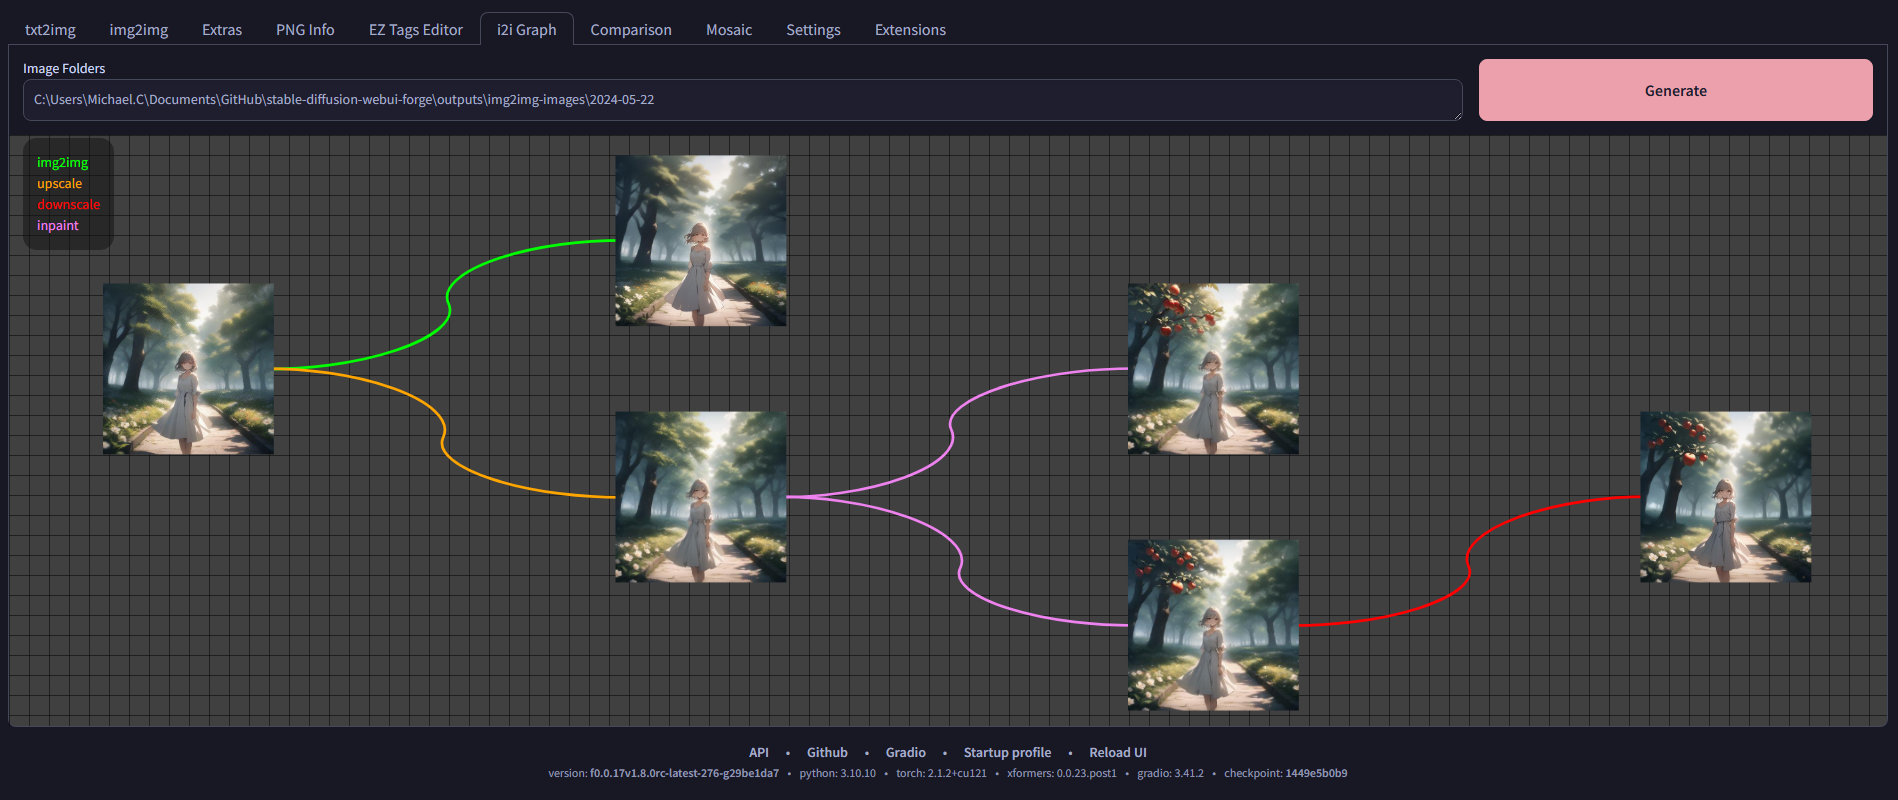 txt2img img2img Extras PNG Info EZ Tags Editor i2i Graph Comparison Mosaic Settings Extensions
Image Folders
C:\Users\Michael.C\Documents\GitHub\stable-diffusion-webui-forge\outputs\img2img-images\2024-05-22
Generate
img2img
upscale
downscale
inpaint
API • Github • Gradio • Startup profile • Reload UI
version: f0.0.17v1.8.0rc-latest-276-g29be1da7 • python: 3.10.10 • torch: 2.1.2+cu121 • xformers: 0.0.23.post1 • gradio: 3.41.2 • checkpoint: 1449e5b0b9